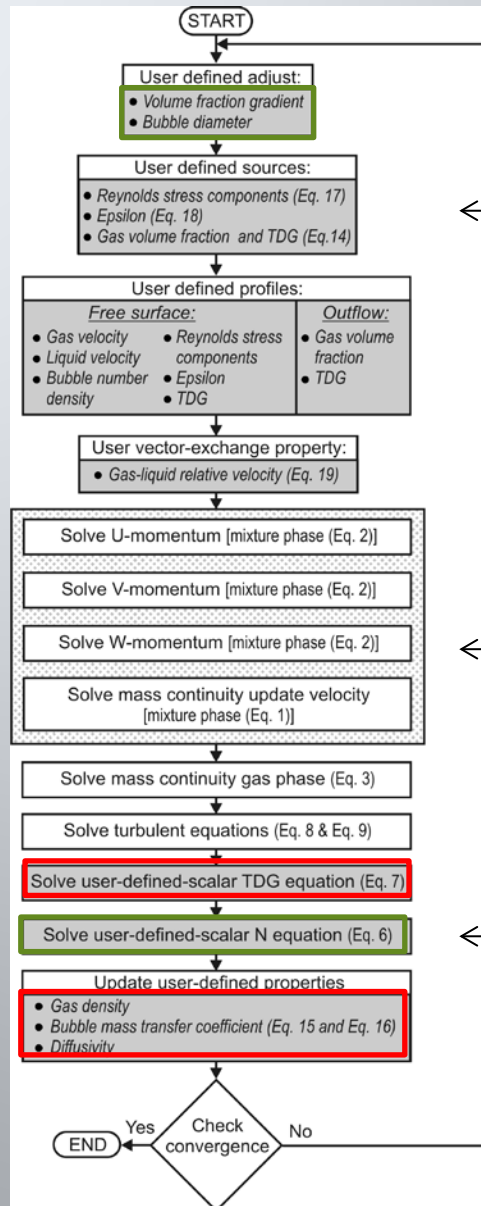 START
User defined adjust:
● Volume fraction gradient
● Bubble diameter
User defined sources:
● Reynolds stress components (Eq. 17)
● Epsilon (Eq. 18)
● Gas volume fraction and TDG (Eq.14)
User defined profiles:
Free surface:
● Gas velocity
● Liquid velocity
● Bubble number
density
● Reynolds stress
components
● Epsilon
● TDG
Outflow:
● Gas volume
fraction
● TDG
User vector-exchange property:
● Gas-liquid relative velocity (Eq. 19)
Solve U-momentum [mixture phase (Eq. 2)]
Solve V-momentum [mixture phase (Eq. 2)]
Solve W-momentum [mixture phase (Eq. 2)]
Solve mass continuity update velocity
[mixture phase (Eq. 1)]
Solve mass continuity gas phase (Eq. 3)
Solve turbulent equations (Eq. 8 & Eq. 9)
Solve user-defined-scalar TDG equation (Eq. 7)
Solve user-defined-scalar N equation (Eq. 6)
Update user-defined properties
● Gas density
● Bubble mass transfer coefficient (Eq. 15 and Eq. 16)
● Diffusivity
Check
convergence
Yes
END
No